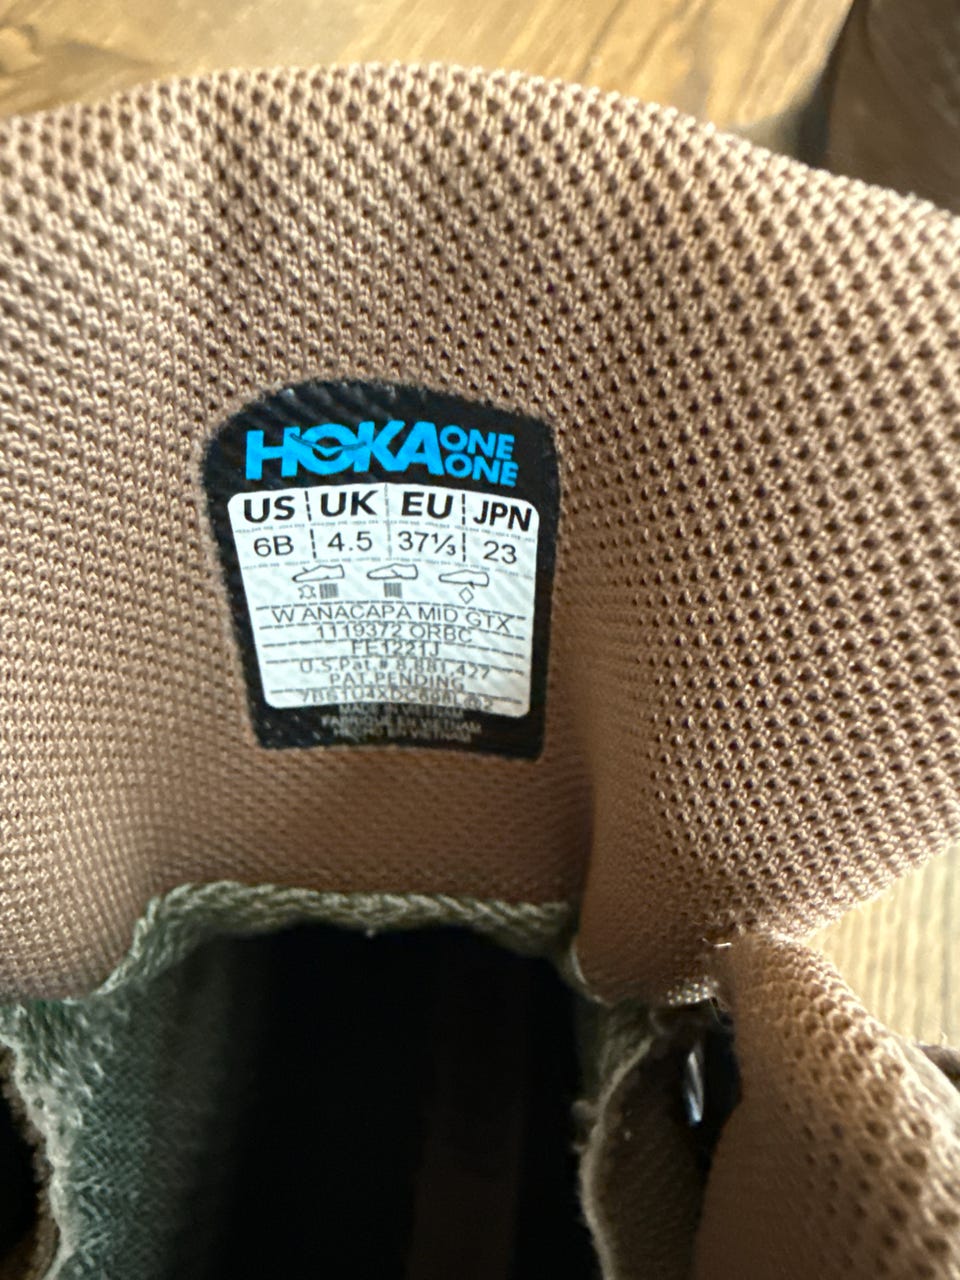 HOKA ONE ONE
US UK EU JPN
6B 4.5 37⅓ 23
W ANACAPA MID GTX
1119372 ORBC
FE1221J
U.S.Pat.# 8,881,427
PAT.PENDING
MADE IN VIETNAM
FABRIQUÉ EN VIETNAM
HECHO EN VIETNAM